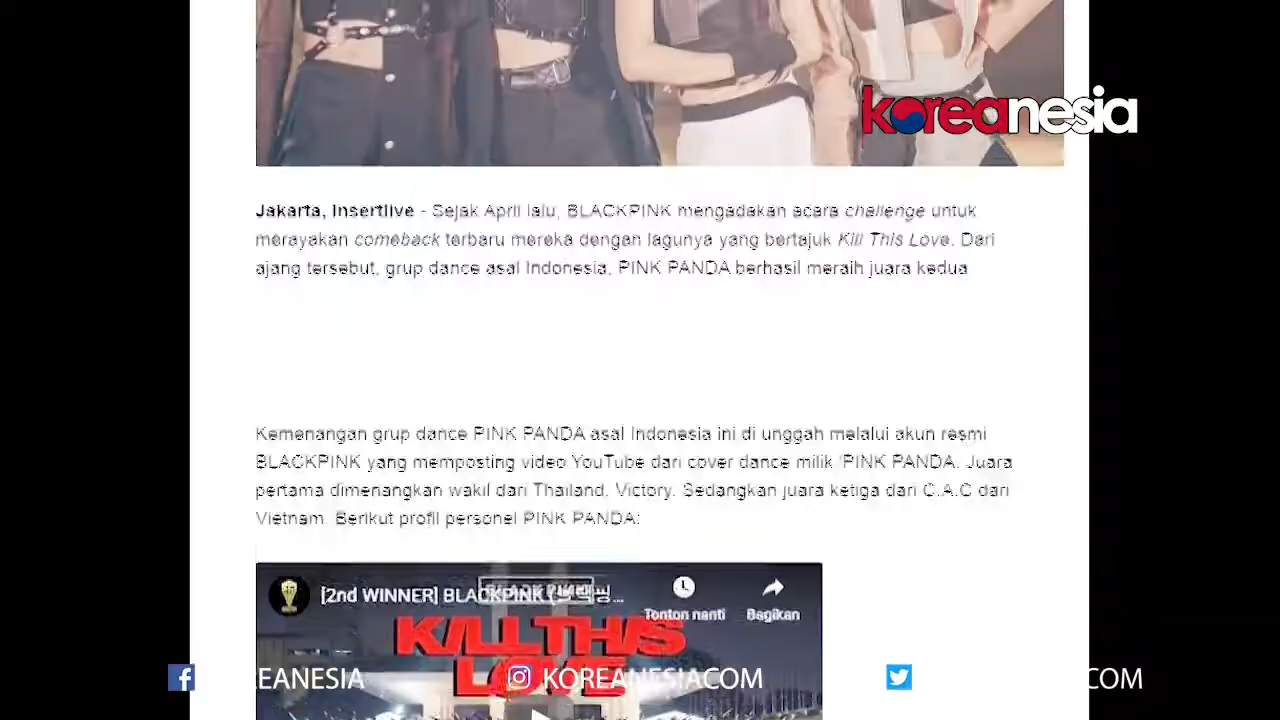 koreanesia
Jakarta, Insertlive - Sejak April lalu, BLACKPINK mengadakan acara challenge untuk
merayakan comeback terbaru mereka dengan lagunya yang bertajuk Kill This Love. Dari
ajang tersebut, grup dance asal Indonesia, PINK PANDA berhasil meraih juara kedua
Kemenangan grup dance PINK PANDA asal Indonesia ini di unggah melalui akun resmi
BLACKPINK yang memposting video YouTube dari cover dance milik 'PINK PANDA. Juara
pertama dimenangkan wakil dari Thailand, Victory. Sedangkan juara ketiga dari C.A.C dari
Vietnam. Berikut profil personel PINK PANDA:
[2nd WINNER] BLACKPINK (블랙핑...
Tonton nanti
Bagikan
KILL THIS
LOVE
EANESIA
KOREANESIACOM
COM